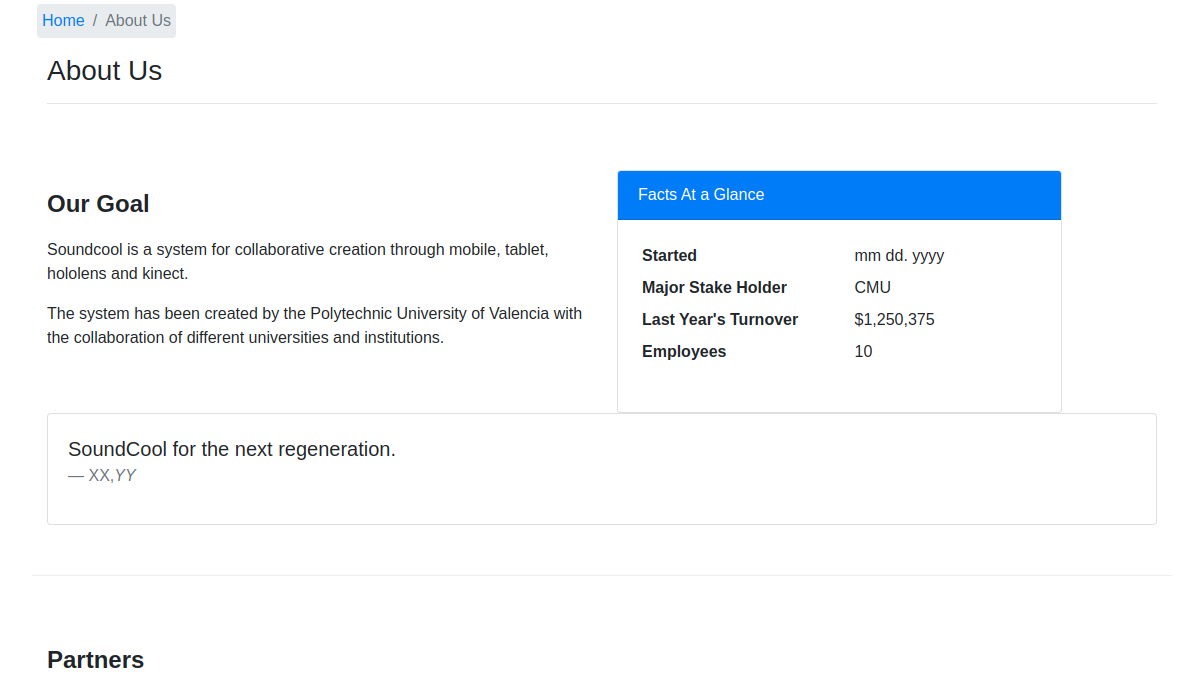 Home / About Us
About Us
Our Goal
Soundcool is a system for collaborative creation through mobile, tablet,
hololens and kinect.
The system has been created by the Polytechnic University of Valencia with
the collaboration of different universities and institutions.
Facts At a Glance
Started mm dd. yyyy
Major Stake Holder CMU
Last Year's Turnover $1,250,375
Employees 10
SoundCool for the next regeneration.
— XX,YY
Partners